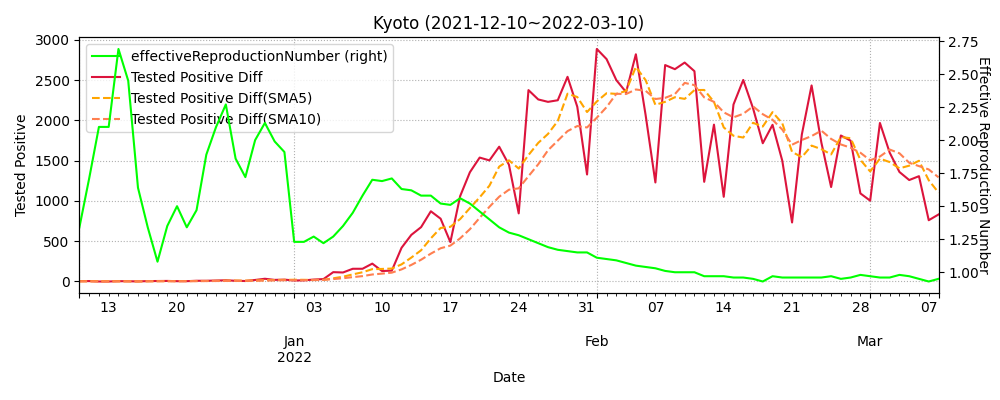 Kyoto (2021-12-10~2022-03-10)
effectiveReproductionNumber (right)
Tested Positive Diff
Tested Positive Diff(SMA5)
Tested Positive Diff(SMA10)
Tested Positive
3000
2500
2000
1500
1000
500
0
2.75
2.50
2.25
2.00
1.75
1.50
1.25
1.00
Effective Reproduction Number
13 20 27 03 10 17 24 31 07 14 21 28 07
Jan Feb Mar
2022
Date